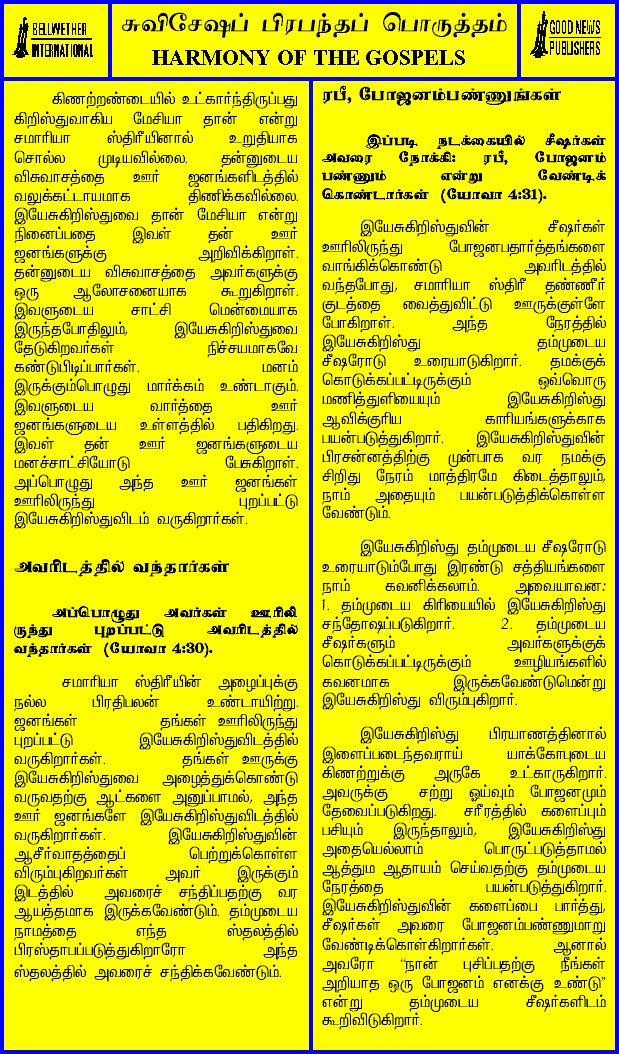 BELLWETHER
INTERNATIONAL
சுவிசேஷப் பிரபந்தப் பொருத்தம்
HARMONY OF THE GOSPELS
GOOD NEWS
PUBLISHERS
கிணற்றண்டையில் உட்கார்ந்திருப்பது
கிறிஸ்துவாகிய மேசியா தான் என்று
சமாரியா ஸ்திரீயினால் உறுதியாக
சொல்ல முடியவில்லை. தன்னுடைய
விசுவாசத்தை ஊர் ஜனங்களிடத்தில்
வலுக்கட்டாயமாக திணிக்கவில்லை.
இயேசுகிறிஸ்துவை தான் மேசியா என்று
நினைப்பதை இவள் தன் ஊர்
ஜனங்களுக்கு அறிவிக்கிறாள்.
தன்னுடைய விசுவாசத்தை அவர்களுக்கு
ஒரு ஆலோசனையாக கூறுகிறாள்.
இவளுடைய சாட்சி மென்மையாக
இருந்தபோதிலும், இயேசுகிறிஸ்துவை
தேடுகிறவர்கள் நிச்சயமாகவே
கண்டுபிடிப்பார்கள். மனம்
இருக்கும்பொழுது மார்க்கம் உண்டாகும்.
இவளுடைய வார்த்தை ஊர்
ஜனங்களுடைய உள்ளத்தில் பதிகிறது.
இவள் தன் ஊர் ஜனங்களுடைய
மனச்சாட்சியோடு பேசுகிறாள்.
அப்பொழுது அந்த ஊர் ஜனங்கள்
ஊரிலிருந்து புறப்பட்டு
இயேசுகிறிஸ்துவிடம் வருகிறார்கள்.
அவரிடத்தில் வந்தார்கள்
அப்பொழுது அவர்கள் ஊரிலி
ருந்து புறப்பட்டு அவரிடத்தில்
வந்தார்கள் (யோவா 4:30).
சமாரியா ஸ்திரீயின் அழைப்புக்கு
நல்ல பிரதிபலன் உண்டாயிற்று.
ஜனங்கள் தங்கள் ஊரிலிருந்து
புறப்பட்டு இயேசுகிறிஸ்துவிடத்தில்
வருகிறார்கள். தங்கள் ஊருக்கு
இயேசுகிறிஸ்துவை அழைத்துக்கொண்டு
வருவதற்கு ஆட்களை அனுப்பாமல், அந்த
ஊர் ஜனங்களே இயேசுகிறிஸ்துவிடத்தில்
வருகிறார்கள். இயேசுகிறிஸ்துவின்
ஆசீர்வாதத்தைப் பெற்றுக்கொள்ள
விரும்புகிறவர்கள் அவர் இருக்கும்
இடத்தில் அவரைச் சந்திப்பதற்கு வர
ஆயத்தமாக இருக்கவேண்டும். தம்முடைய
நாமத்தை எந்த ஸ்தலத்தில்
பிரஸ்தாபப்படுத்துகிறாரோ அந்த
ஸ்தலத்தில் அவரைச் சந்திக்கவேண்டும்.
ரபீ, போஜனம்பண்ணுங்கள்
இப்படி நடக்கையில் சீஷர்கள்
அவரை நோக்கி: ரபீ, போஜனம்
பண்ணும் என்று வேண்டிக்
கொண்டார்கள் (யோவா 4:31).
இயேசுகிறிஸ்துவின் சீஷர்கள்
ஊரிலிருந்து போஜனபதார்த்தங்களை
வாங்கிக்கொண்டு அவரிடத்தில்
வந்தபோது, சமாரியா ஸ்திரீ தண்ணீர்
குடத்தை வைத்துவிட்டு ஊருக்குள்ளே
போகிறாள். அந்த நேரத்தில்
இயேசுகிறிஸ்து தம்முடைய
சீஷரோடு உரையாடுகிறார். தமக்குக்
கொடுக்கப்பட்டிருக்கும் ஒவ்வொரு
மணித்துளியையும் இயேசுகிறிஸ்து
ஆவிக்குரிய காரியங்களுக்காக
பயன்படுத்துகிறார். இயேசுகிறிஸ்துவின்
பிரசன்னத்திற்கு முன்பாக வர நமக்கு
சிறிது நேரம் மாத்திரமே கிடைத்தாலும்,
நாம் அதையும் பயன்படுத்திக்கொள்ள
வேண்டும்.
இயேசுகிறிஸ்து தம்முடைய சீஷரோடு
உரையாடும்போது இரண்டு சத்தியங்களை
நாம் கவனிக்கலாம். அவையாவன:
1. தம்முடைய கிரியையில் இயேசுகிறிஸ்து
சந்தோஷப்படுகிறார். 2. தம்முடைய
சீஷர்களும் அவர்களுக்குக்
கொடுக்கப்பட்டிருக்கும் ஊழியங்களில்
கவனமாக இருக்கவேண்டுமென்று
இயேசுகிறிஸ்து விரும்புகிறார்.
இயேசுகிறிஸ்து பிரயாணத்தினால்
இளைப்படைந்தவராய் யாக்கோபுடைய
கிணற்றுக்கு அருகே உட்காருகிறார்.
அவருக்கு சற்று ஓய்வும் போஜனமும்
தேவைப்படுகிறது. சரீரத்தில் களைப்பும்
பசியும் இருந்தாலும், இயேசுகிறிஸ்து
அதையெல்லாம் பொருட்படுத்தாமல்
ஆத்தும ஆதாயம் செய்வதற்கு தம்முடைய
நேரத்தை பயன்படுத்துகிறார்.
இயேசுகிறிஸ்துவின் களைப்பை பார்த்து,
சீஷர்கள் அவரை போஜனம்பண்ணுமாறு
வேண்டிக்கொள்கிறார்கள். ஆனால்
அவரோ “நான் புசிப்பதற்கு நீங்கள்
அறியாத ஒரு போஜனம் எனக்கு உண்டு”
என்று தம்முடைய சீஷர்களிடம்
கூறிவிடுகிறார்.